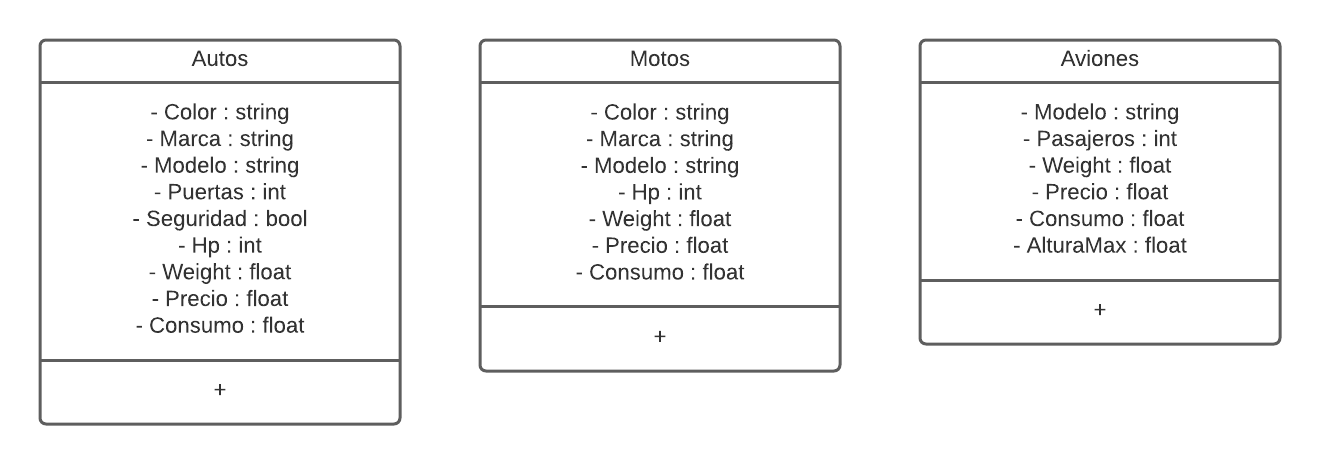 Autos
- Color : string
- Marca : string
- Modelo : string
- Puertas : int
- Seguridad : bool
- Hp : int
- Weight : float
- Precio : float
- Consumo : float
+
Motos
- Color : string
- Marca : string
- Modelo : string
- Hp : int
- Weight : float
- Precio : float
- Consumo : float
+
Aviones
- Modelo : string
- Pasajeros : int
- Weight : float
- Precio : float
- Consumo : float
- AlturaMax : float
+